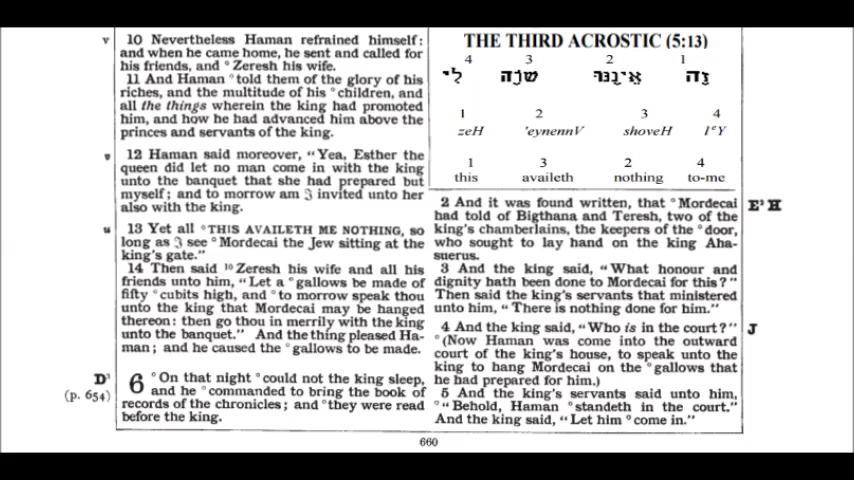 v
10 Nevertheless Haman refrained himself:
and when he came home, he sent and called for
his friends, and °Zeresh his wife.
11 And Haman °told them of the glory of his
riches, and the multitude of his °children, and
all the things wherein the king had promoted
him, and how he had advanced him above the
princes and servants of the king.
12 Haman said moreover, "Yea, Esther the
queen did let no man come in with the king
unto the banquet that she had prepared but
myself; and to morrow am ℨ invited unto her
also with the king.
u
13 Yet all °THIS AVAILETH ME NOTHING, so
long as ℨ see °Mordecai the Jew sitting at the
king's gate."
14 Then said ¹⁰Zeresh his wife and all his
friends unto him, "Let a °gallows be made of
fifty °cubits high, and °to morrow speak thou
unto the king that Mordecai may be hanged
thereon: then go thou in merrily with the king
unto the banquet." And the thing pleased Ha-
man; and he caused the °gallows to be made.
D³
(p. 654)
6 °On that night °could not the king sleep,
and he °commanded to bring the book of
records of the chronicles; and °they were read
before the king.
THE THIRD ACROSTIC (5:13)
4 3 2 1
זֶה אֵינֶנּוּ שֹׁוֶה לִי
1 2 3 4
zeH 'eynennV shoveH lᵉY
1 3 2 4
this availeth nothing to-me
2 And it was found written, that °Mordecai
had told of Bigthana and Teresh, two of the
king's chamberlains, the keepers of the °door,
who sought to lay hand on the king Aha-
suerus.
E³ H
3 And the king said, "What honour and
dignity hath been done to Mordecai for this?"
Then said the king's servants that ministered
unto him, "There is nothing done for him."
4 And the king said, "Who is in the court?"
J
°(Now Haman was come into the outward
court of the king's house, to speak unto the
king to hang Mordecai on the °gallows that
he had prepared for him.)
5 And the king's servants said unto him,
°"Behold, Haman °standeth in the court."
And the king said, "Let him °come in."
660